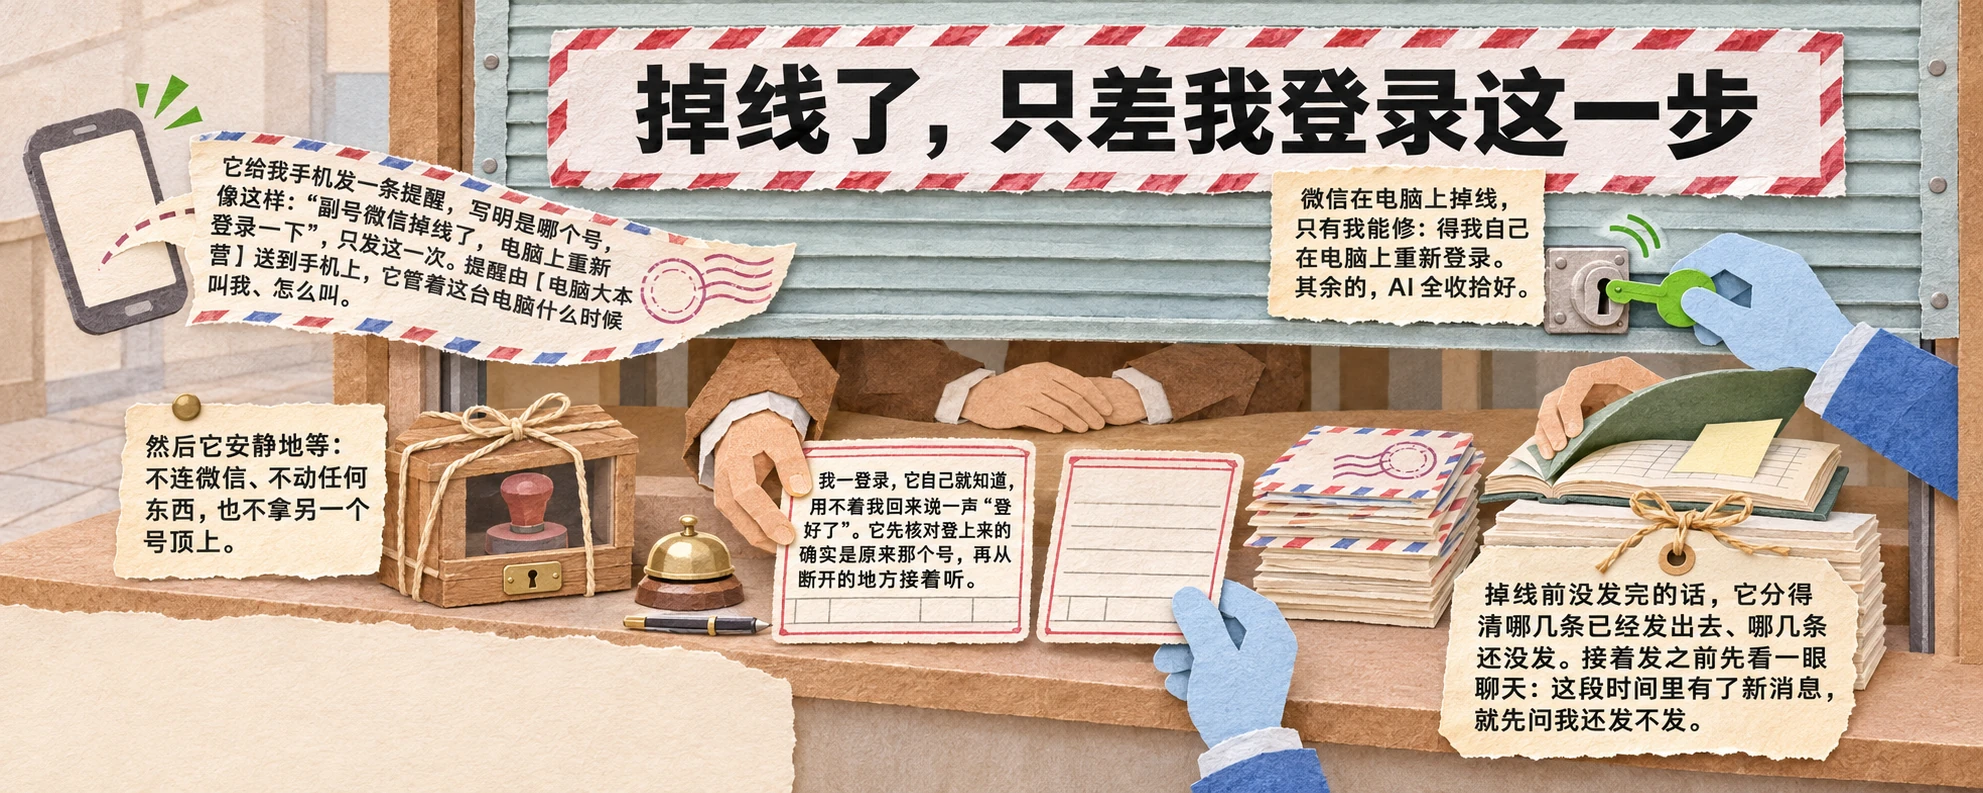 掉线了，只差我登录这一步
它给我手机发一条提醒，写明是哪个号，
像这样：“副号微信掉线了，电脑上重新
登录一下”，只发这一次。提醒由［电脑大本
营］送到手机上，它管着这台电脑什么时候
叫我、怎么叫。
微信在电脑上掉线，
只有我能修：得我自己
在电脑上重新登录。
其余的，AI 全收拾好。
然后它安静地等：
不连微信、不动任何
东西，也不拿另一个
号顶上。
我一登录，它自己就知道，
用不着我回来说一声“登
好了”。它先核对登上来的
确实是原来那个号，再从
断开的地方接着听。
掉线前没发完的话，它分得
清哪几条已经发出去、哪几条
还没发。接着发之前先看一眼
聊天：这段时间里有了新消息，
就先问我还发不发。